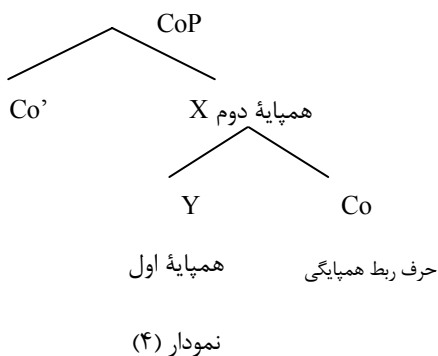 CoP
Co’ X همپایهٔ دوم
Y Co
همپایهٔ اول حرف ربط همپایگی
نمودار (۴)